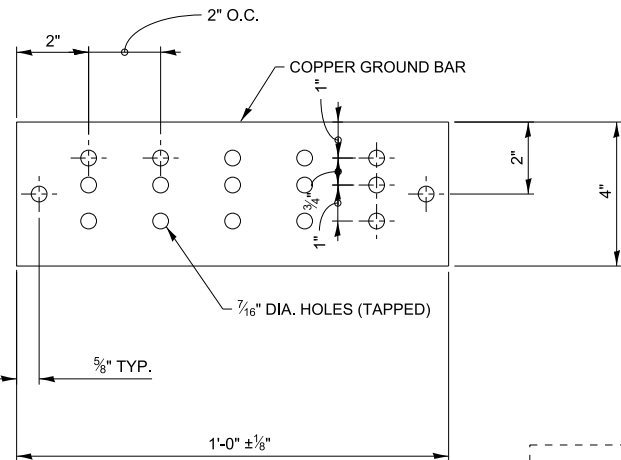 2" O.C.
2"
COPPER GROUND BAR
1"
2"
4"
¾"
1"
⁷⁄₁₆" DIA. HOLES (TAPPED)
⅝" TYP.
1'-0" ±⅛"